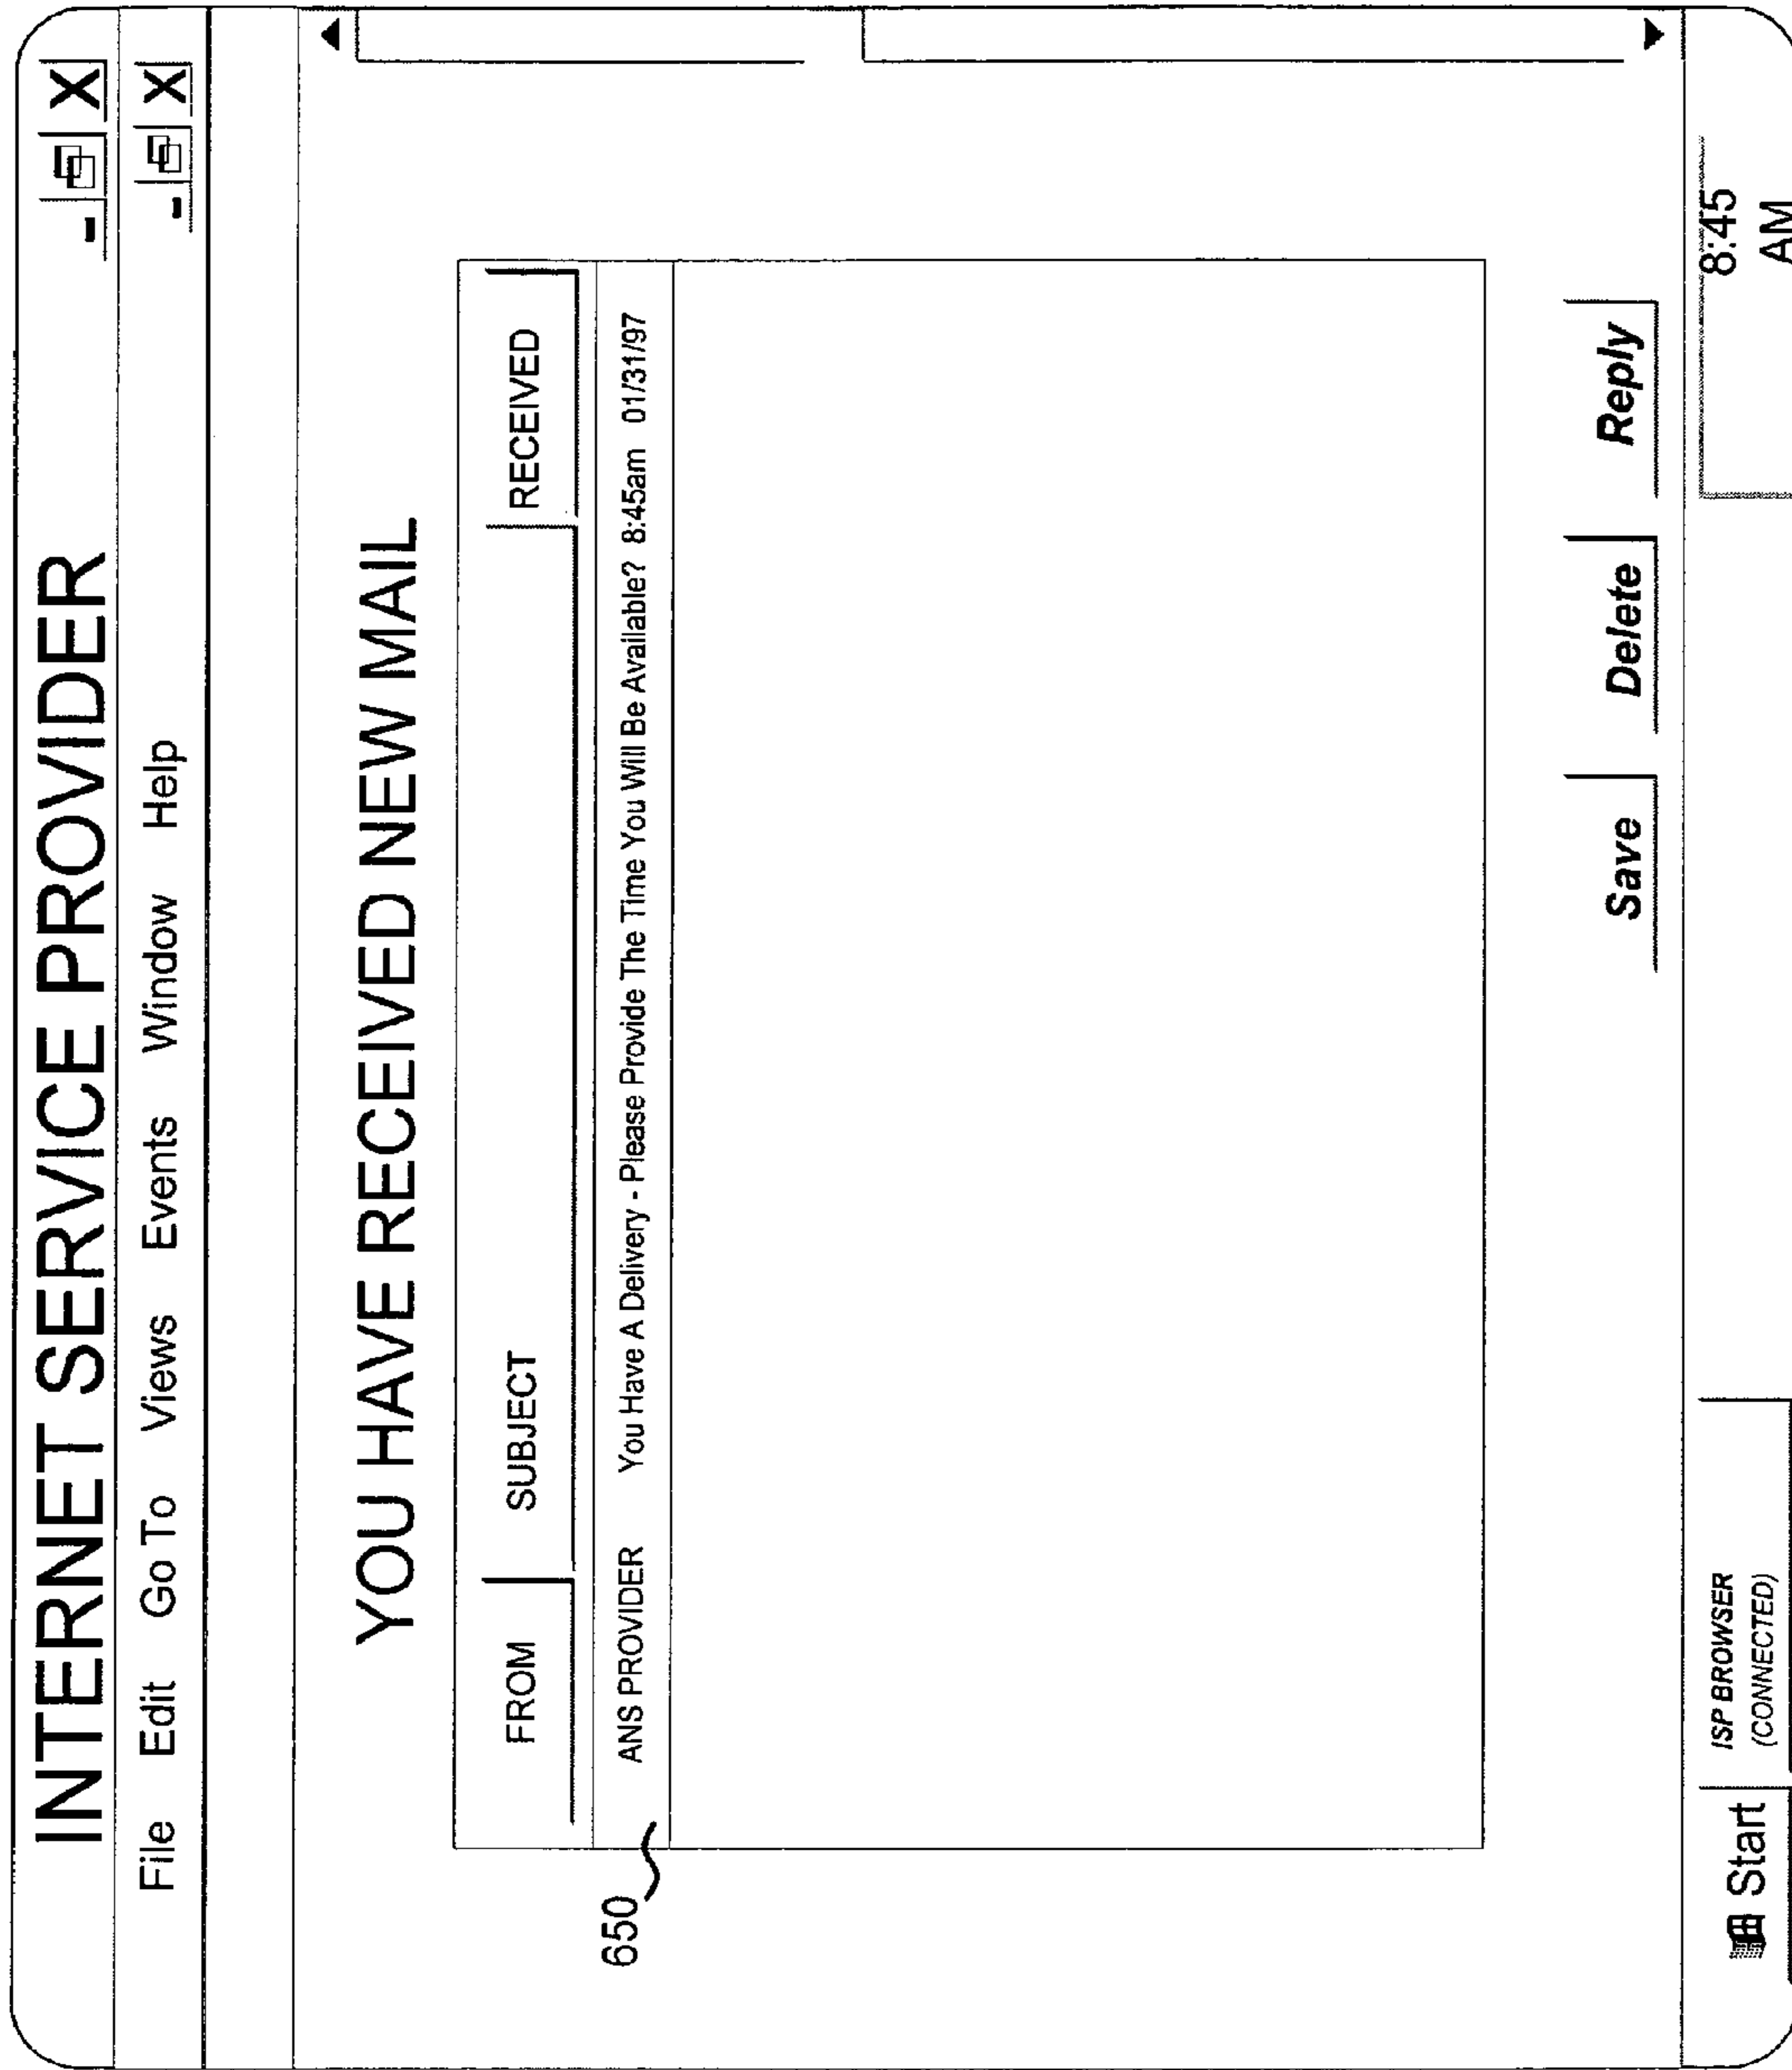 INTERNET SERVICE PROVIDER
File Edit Go To Views Events Window Help
YOU HAVE RECEIVED NEW MAIL
FROM SUBJECT RECEIVED
650
ANS PROVIDER You Have A Delivery - Please Provide The Time You Will Be Available? 8:45am 01/31/97
Save Delete Reply
Start
ISP BROWSER
(CONNECTED)
8:45
AM